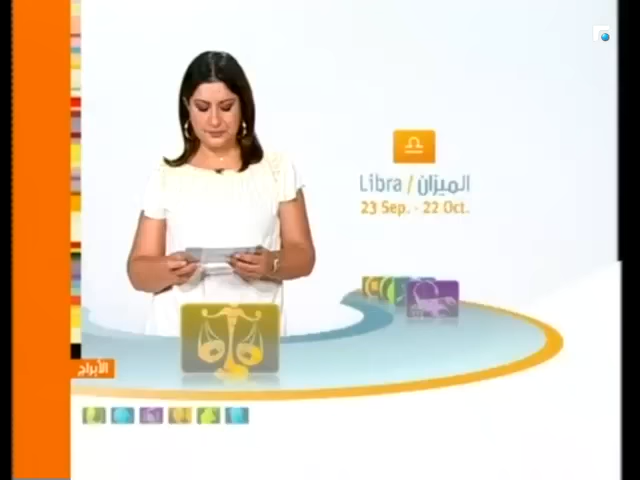 Libra / الميزان
23 Sep. - 22 Oct.
الأبراج